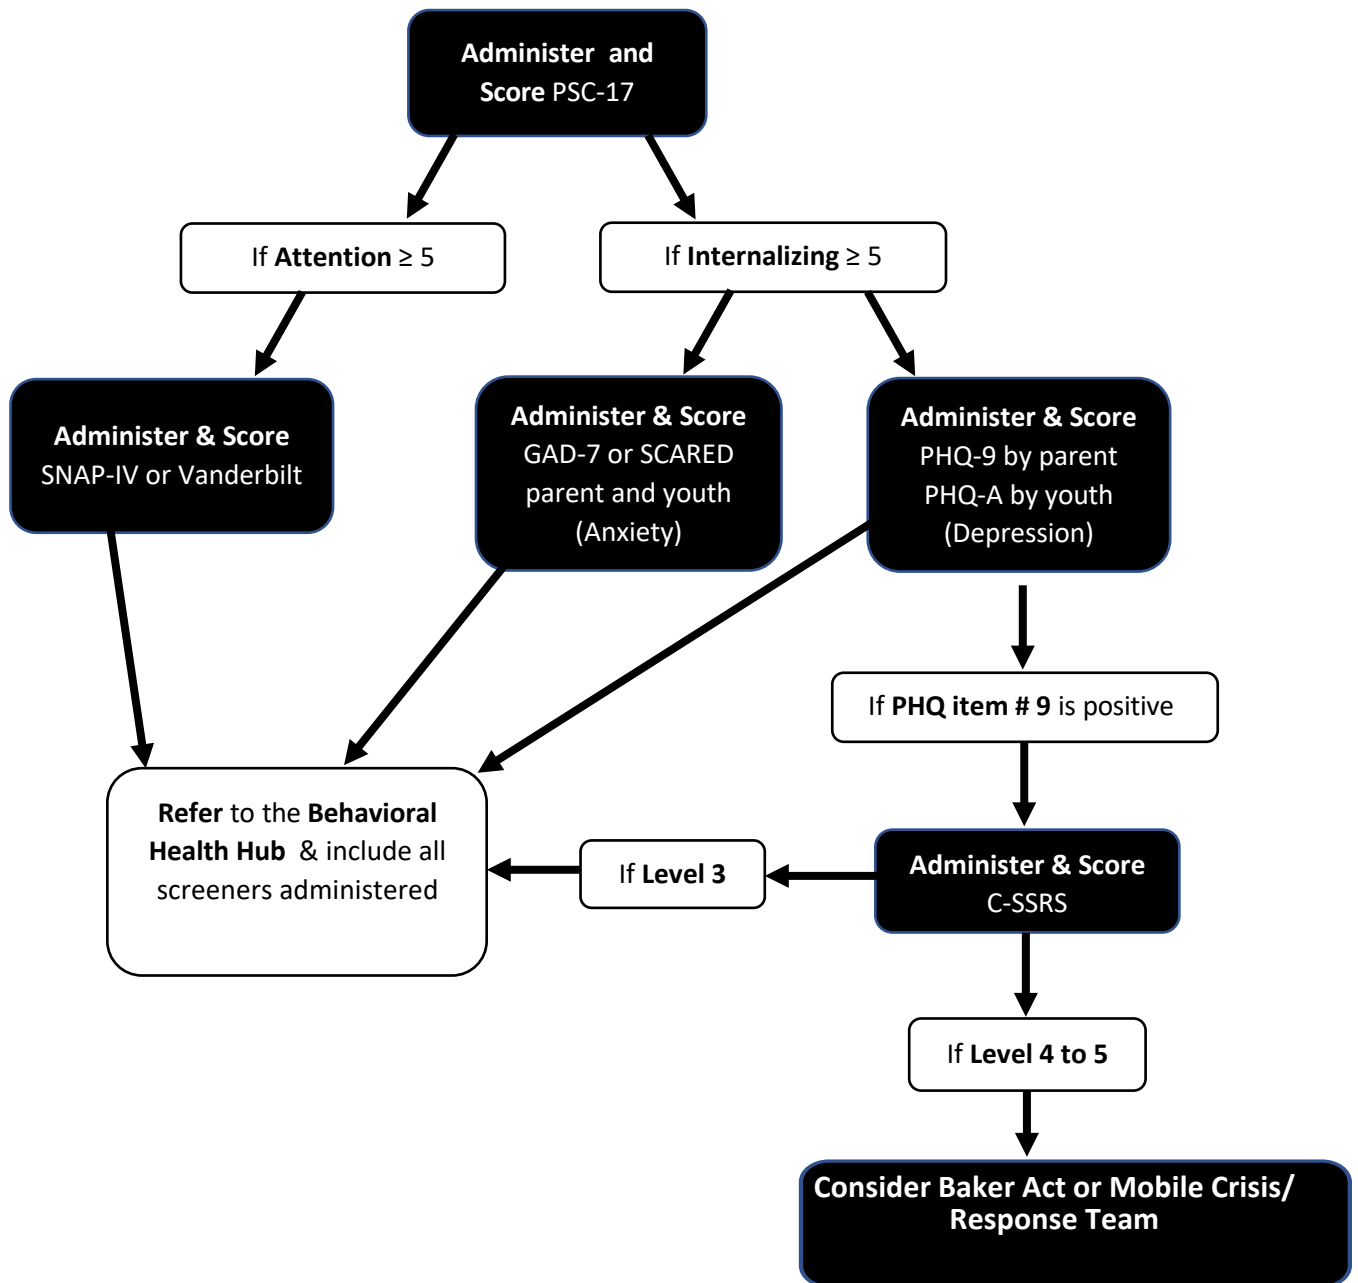 Administer and
Score PSC-17
If Attention ≥ 5
If Internalizing ≥ 5
Administer & Score
SNAP-IV or Vanderbilt
Administer & Score
GAD-7 or SCARED
parent and youth
(Anxiety)
Administer & Score
PHQ-9 by parent
PHQ-A by youth
(Depression)
If PHQ item # 9 is positive
Refer to the Behavioral
Health Hub & include all
screeners administered
If Level 3
Administer & Score
C-SSRS
If Level 4 to 5
Consider Baker Act or Mobile Crisis/
Response Team